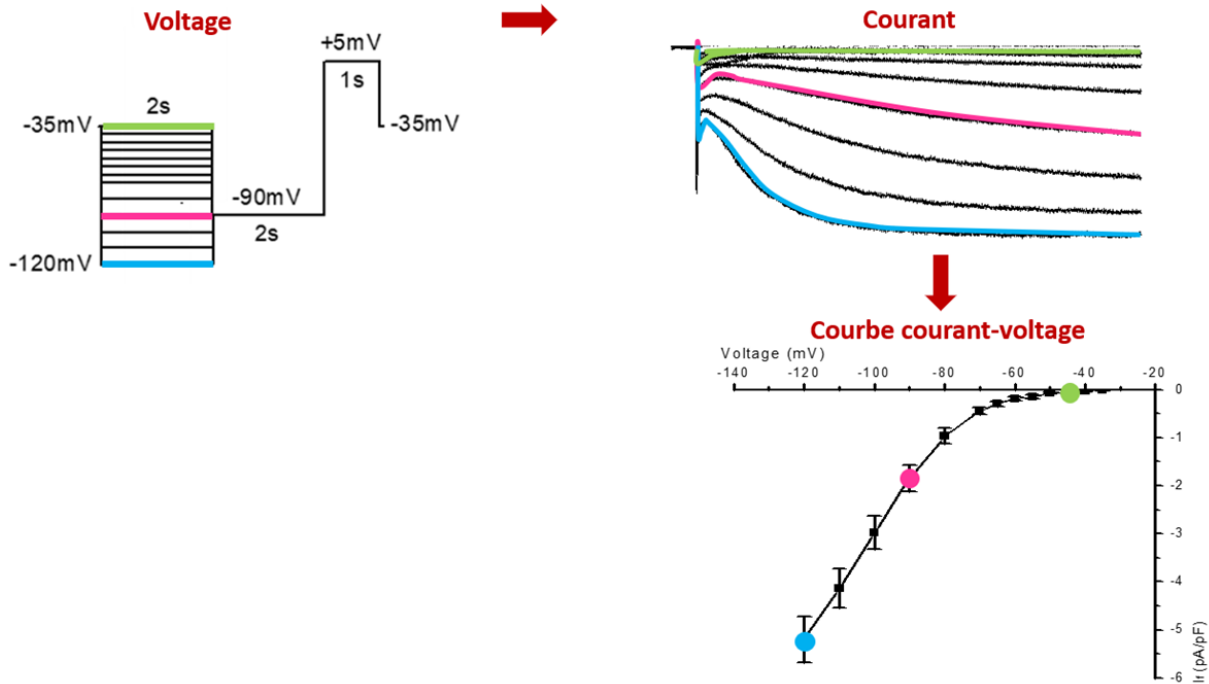 Voltage
Courant
+5mV
1s
2s
-35mV
-35mV
-90mV
2s
-120mV
Courbe courant-voltage
Voltage (mV)
-140 -120 -100 -80 -60 -40 -20
0
-1
-2
-3
-4
-5
-6
If (pA/pF)